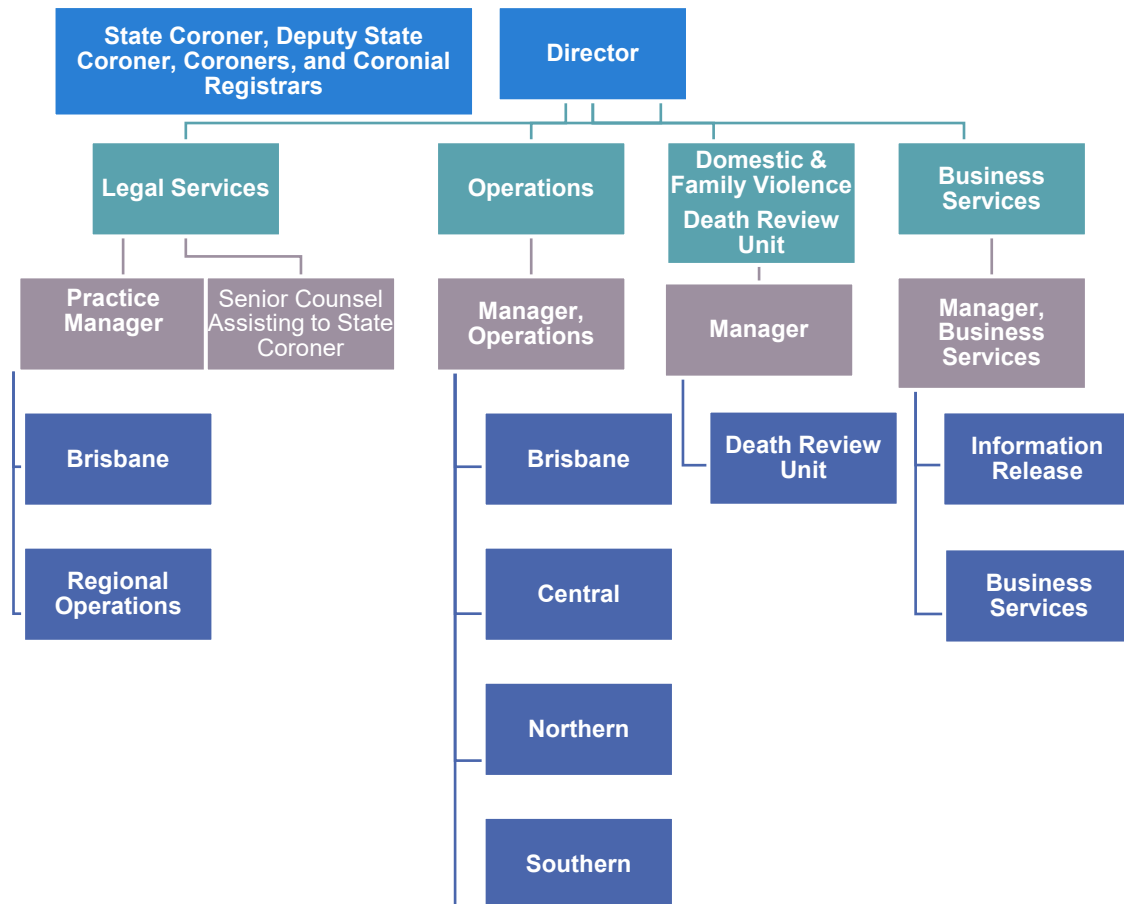 State Coroner, Deputy State
Coroner, Coroners, and Coronial
Registrars
Director
Legal Services
Operations
Domestic &
Family Violence
Death Review
Unit
Business
Services
Practice
Manager
Senior Counsel
Assisting to State
Coroner
Manager,
Operations
Manager
Manager,
Business
Services
Brisbane
Regional
Operations
Brisbane
Central
Northern
Southern
Death Review
Unit
Information
Release
Business
Services